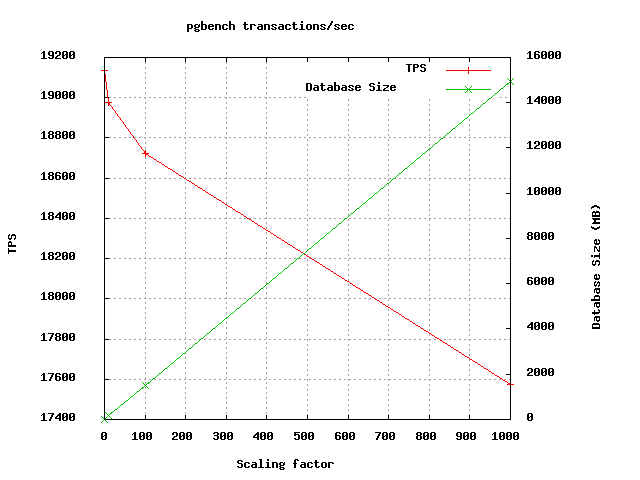 pgbench transactions/sec
19200
19000
18800
18600
18400
18200
18000
17800
17600
17400
TPS
TPS
Database Size
16000
14000
12000
10000
8000
6000
4000
2000
0
Database Size (MB)
0 100 200 300 400 500 600 700 800 900 1000
Scaling factor